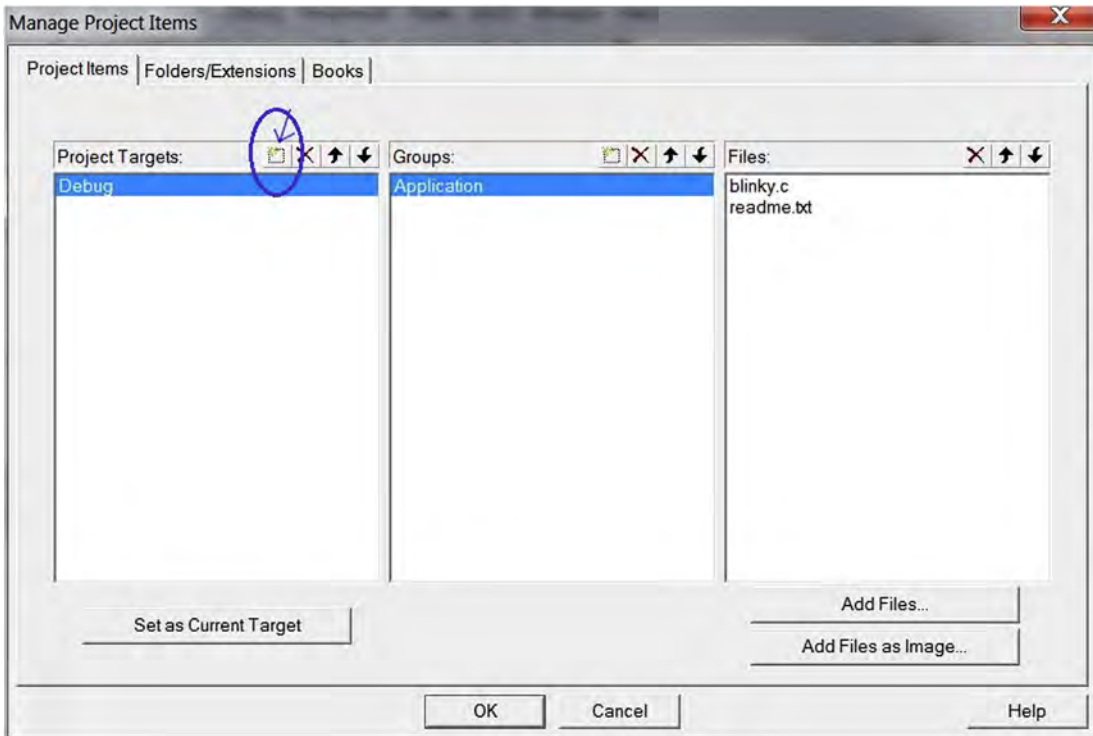 Manage Project Items
Project Items Folders/Extensions Books
Project Targets: Groups: Files:
Debug Application blinky.c
readme.txt
Set as Current Target Add Files...
Add Files as Image...
OK Cancel Help